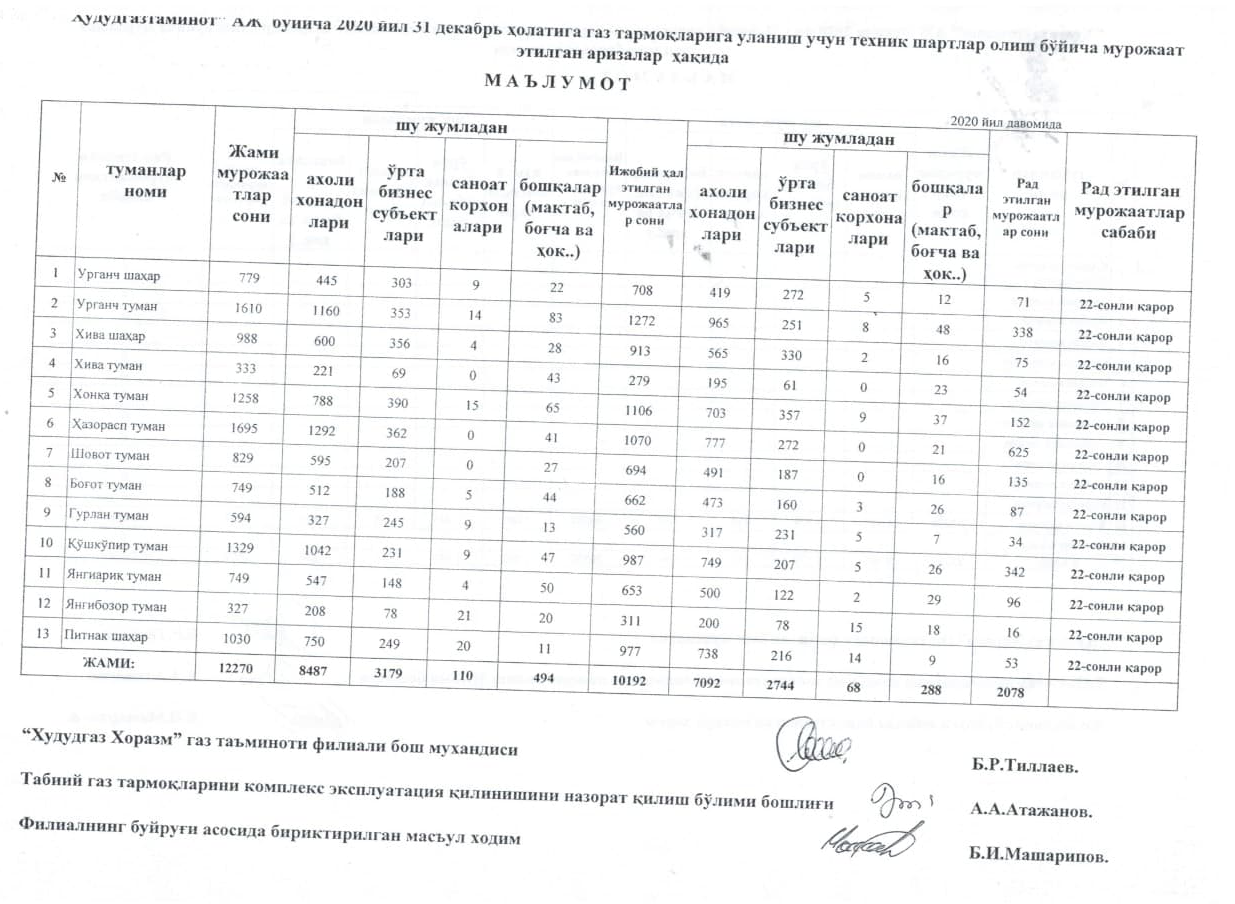 Ҳудудгазтаминот" АЖ бўйича 2020 йил 31 декабрь ҳолатига газ тармоқларига уланиш учун техник шартлар олиш бўйича мурожаат
этилган аризалар ҳақида
М А Ъ Л У М О Т
2020 йил давомида
№ туманлар номи Жами мурожаатлар сони шу жумладан Ижобий ҳал этилган мурожаатлар сони шу жумладан Рад этилган мурожаатлар сони Рад этилган мурожаатлар сабаби
ахоли хонадонлари ўрта бизнес субъектлари саноат корхоналари бошқалар (мактаб, боғча ва ҳок..) ахоли хонадонлари ўрта бизнес субъектлари саноат корхоналари бошқалар (мактаб, боғча ва ҳок..)
1 Урганч шаҳар 779 445 303 9 22 708 419 272 5 12 71 22-сонли қарор
2 Урганч туман 1610 1160 353 14 83 1272 965 251 8 48 338 22-сонли қарор
3 Хива шаҳар 988 600 356 4 28 913 565 330 2 16 75 22-сонли қарор
4 Хива туман 333 221 69 0 43 279 195 61 0 23 54 22-сонли қарор
5 Хонқа туман 1258 788 390 15 65 1106 703 357 9 37 152 22-сонли қарор
6 Ҳазорасп туман 1695 1292 362 0 41 1070 777 272 0 21 625 22-сонли қарор
7 Шовот туман 829 595 207 0 27 694 491 187 0 16 135 22-сонли қарор
8 Боғот туман 749 512 188 5 44 662 473 160 3 26 87 22-сонли қарор
9 Гурлан туман 594 327 245 9 13 560 317 231 5 7 34 22-сонли қарор
10 Қўшкўпир туман 1329 1042 231 9 47 987 749 207 5 26 342 22-сонли қарор
11 Янгиариқ туман 749 547 148 4 50 653 500 122 2 29 96 22-сонли қарор
12 Янгибозор туман 327 208 78 21 20 311 200 78 15 18 16 22-сонли қарор
13 Питнак шаҳар 1030 750 249 20 11 977 738 216 14 9 53 22-сонли қарор
ЖАМИ: 12270 8487 3179 110 494 10192 7092 2744 68 288 2078
“Ҳудудгаз Хоразм” газ таъминоти филиали бош мухандиси Б.Р.Тиллаев.
Табиий газ тармоқларини комплекс эксплуатация қилинишини назорат қилиш бўлими бошлиғи А.А.Атажанов.
Филиалнинг буйруғи асосида бириктирилган масъул ходим Б.И.Машарипов.